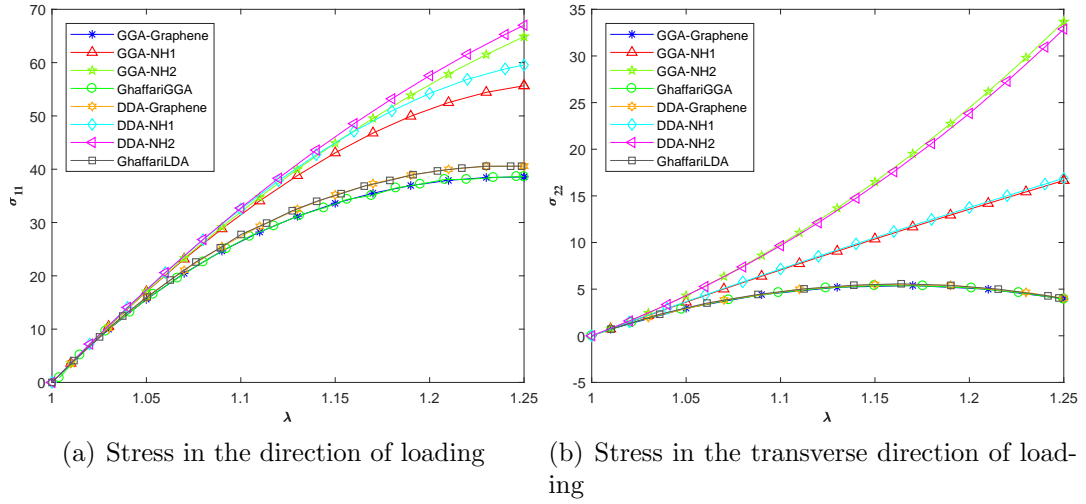 70
60
50
40
30
20
10
0
σ11
GGA-Graphene
GGA-NH1
GGA-NH2
GhaffariGGA
DDA-Graphene
DDA-NH1
DDA-NH2
GhaffariLDA
1 1.05 1.1 1.15 1.2 1.25
λ
(a) Stress in the direction of loading
35
30
25
20
15
10
5
0
-5
σ22
GGA-Graphene
GGA-NH1
GGA-NH2
GhaffariGGA
DDA-Graphene
DDA-NH1
DDA-NH2
GhaffariLDA
1 1.05 1.1 1.15 1.2 1.25
λ
(b) Stress in the transverse direction of load-
ing